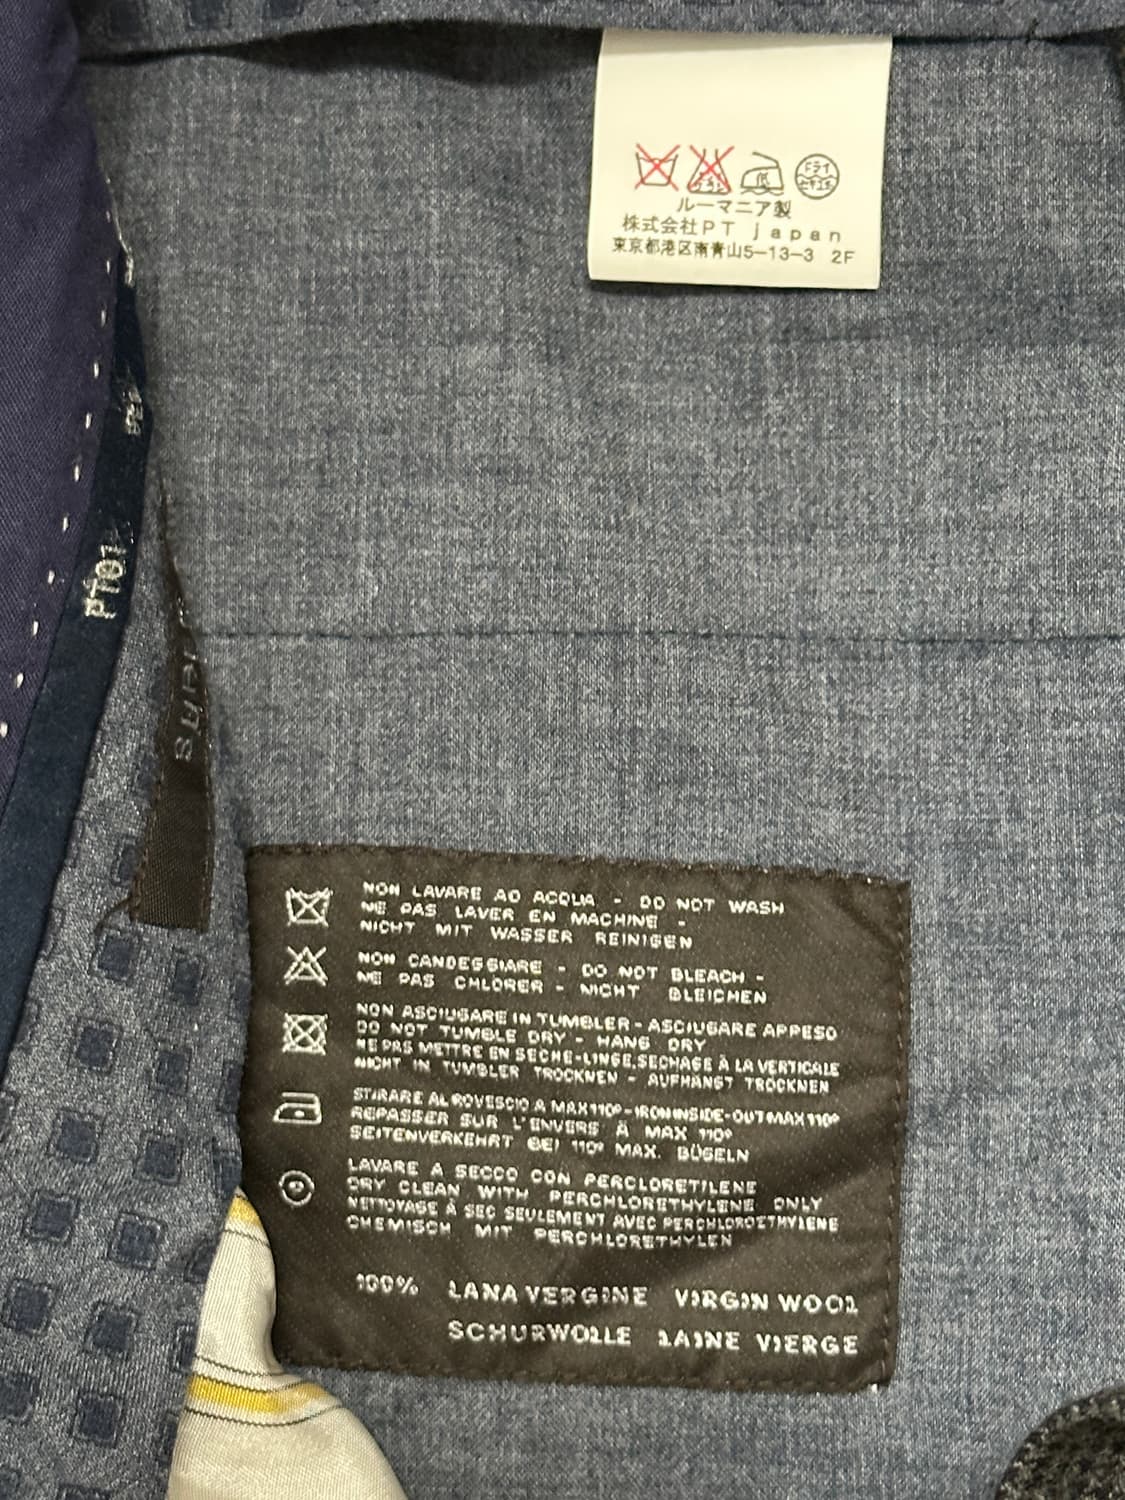 ドライ
ルーマニア製
株式会社PT japan
東京都港区南青山5-13-3 2F
PT01
NON LAVARE AD ACQUA - DO NOT WASH
NE PAS LAVER EN MACHINE -
NICHT MIT WASSER REINIGEN
NON CANDEGGIARE - DO NOT BLEACH -
NE PAS CHLORER - NICHT BLEICHEN
NON ASCIUGARE IN TUMBLER - ASCIUGARE APPESO
DO NOT TUMBLE DRY - HANG DRY
NE PAS METTRE EN SECHE-LINGE, SECHAGE À LA VERTICALE
NICHT IN TUMBLER TROCKNEN - AUFHÄNGT TROCKNEN
STIRARE AL ROVESCIO A MAX 110° - IRON INSIDE-OUT MAX 110°
REPASSER SUR L'ENVERS À MAX 110°
SEITENVERKEHRT BEI 110° MAX. BÜGELN
LAVARE A SECCO CON PERCLORETILENE
DRY CLEAN WITH PERCHLORETHYLENE ONLY
NETTOYAGE À SEC SEULEMENT AVEC PERCHLOROETHYLENE
CHEMISCH MIT PERCHLORETHYLEN
100% LANA VERGINE VIRGIN WOOL
SCHURWOLLE LAINE VIERGE